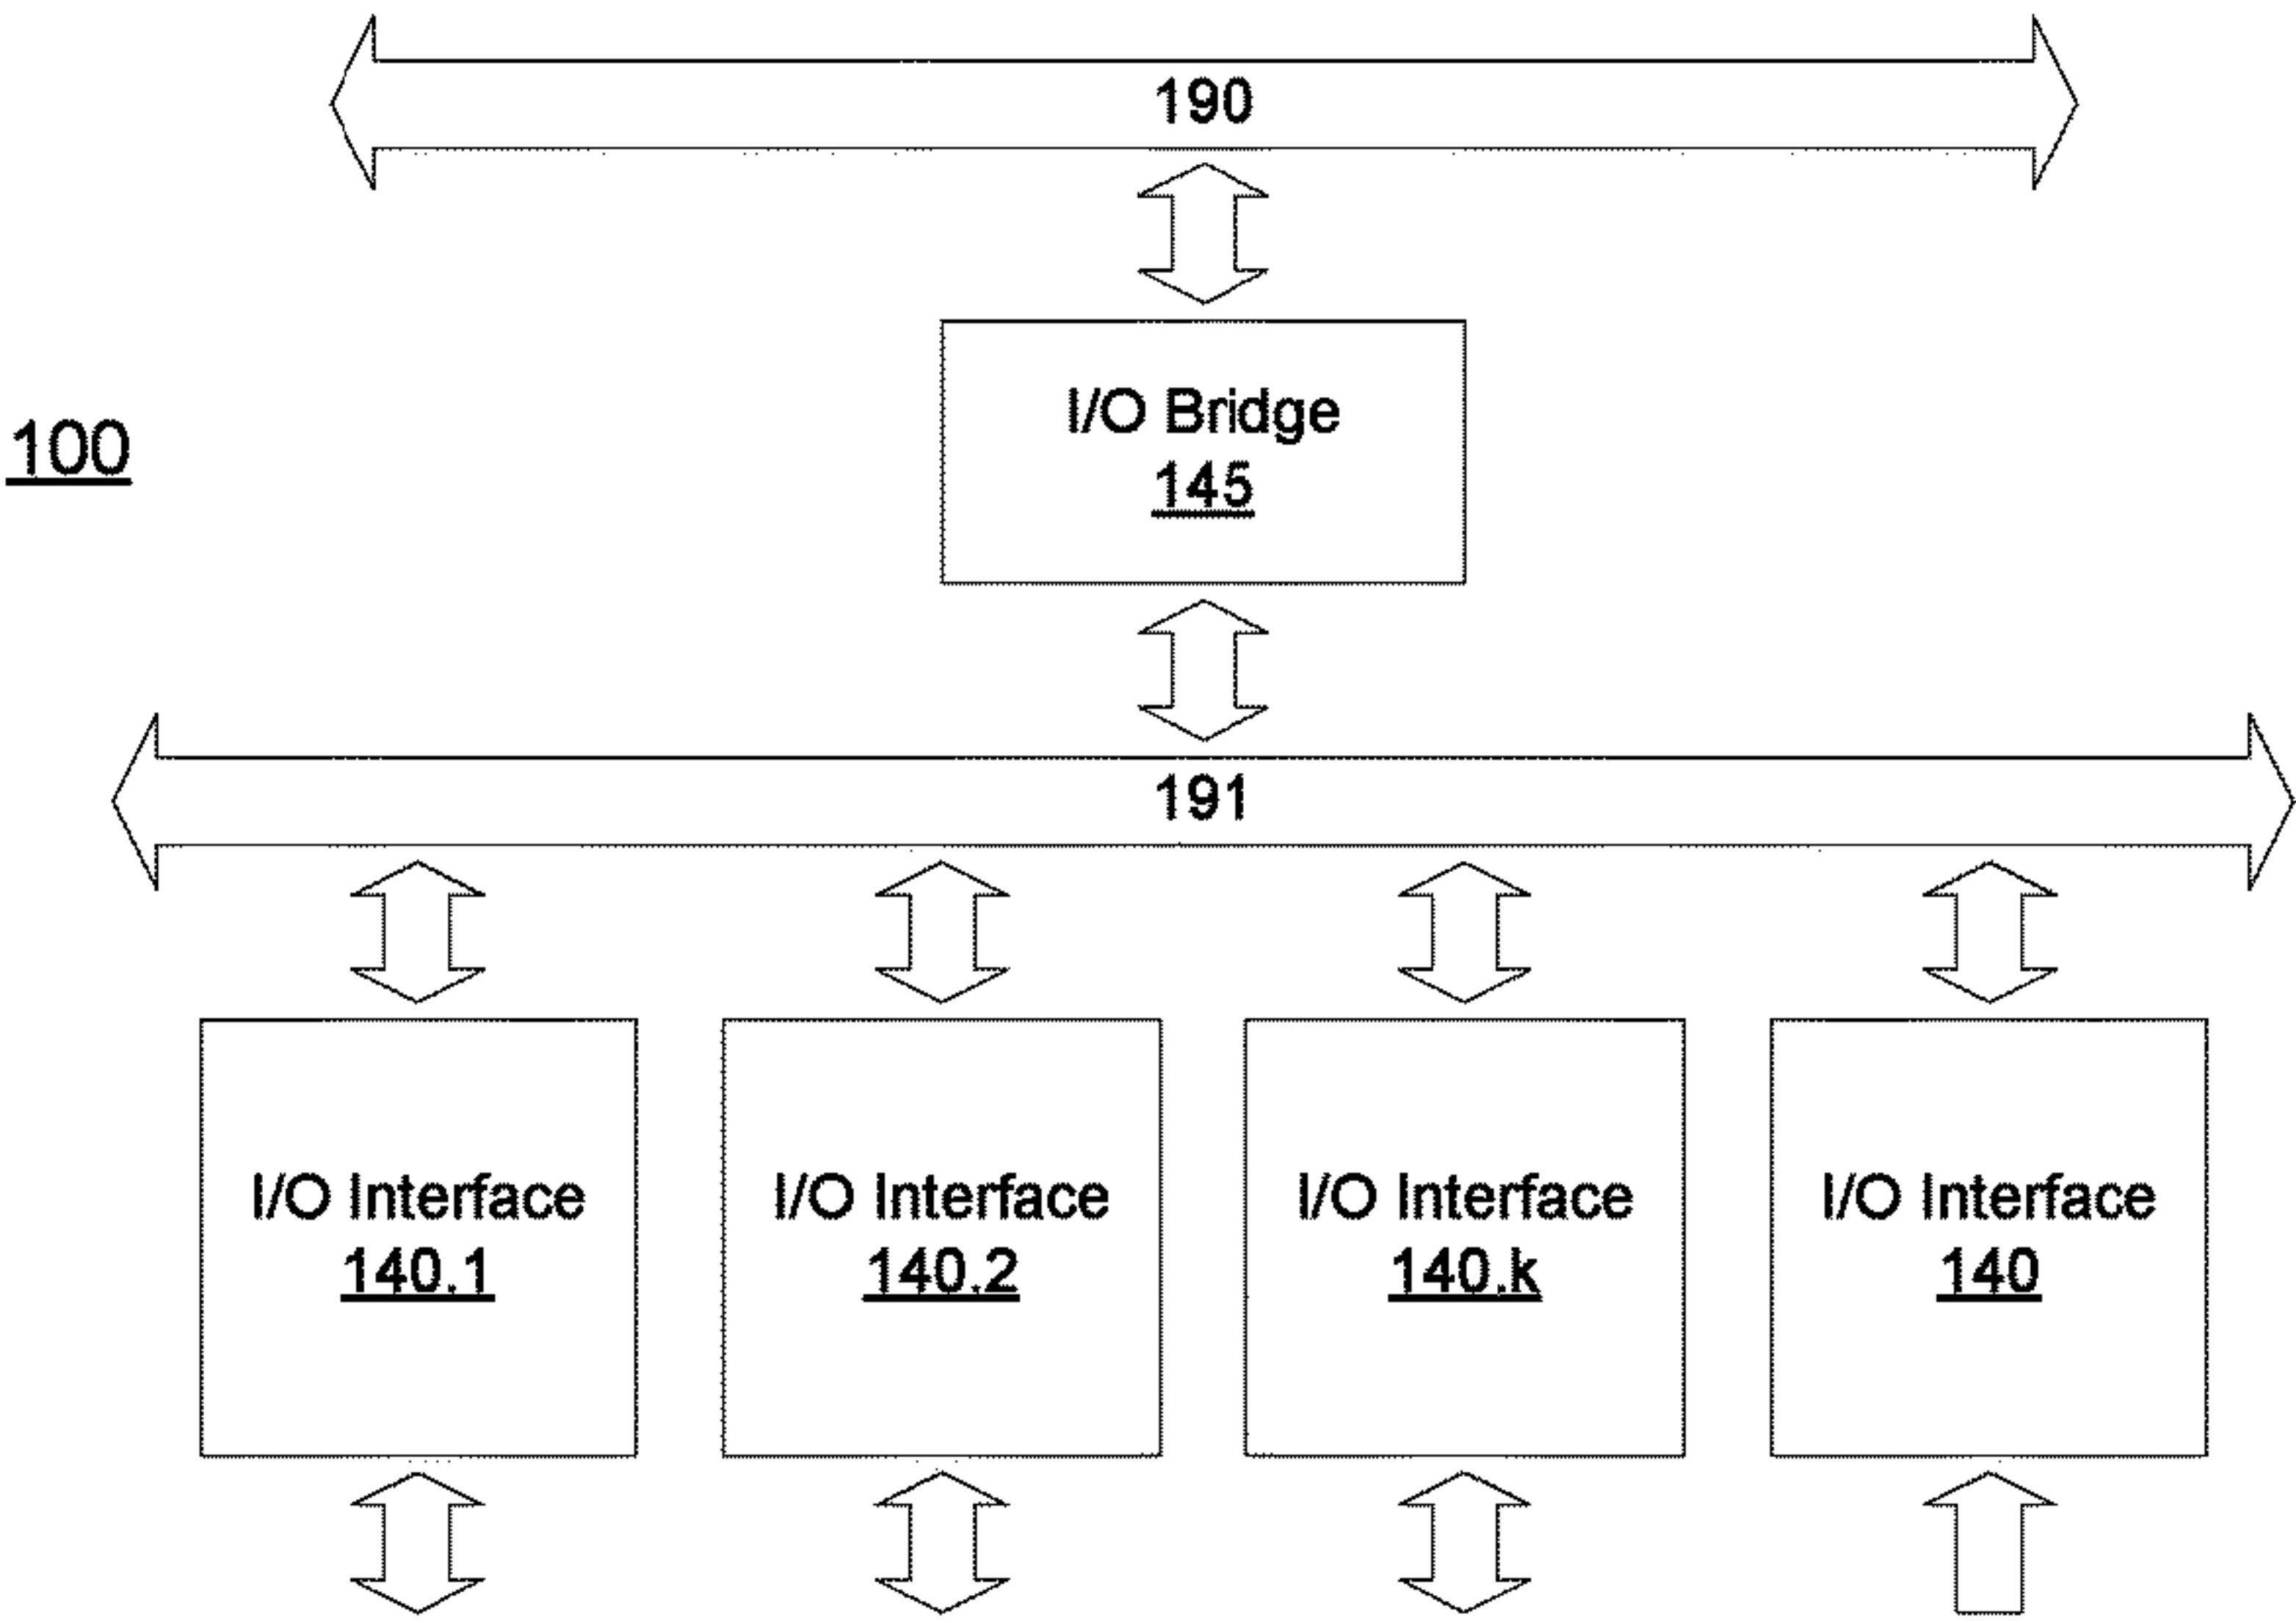 190
I/O Bridge
145
100
191
I/O Interface
140.1
I/O Interface
140.2
I/O Interface
140.k
I/O Interface
140